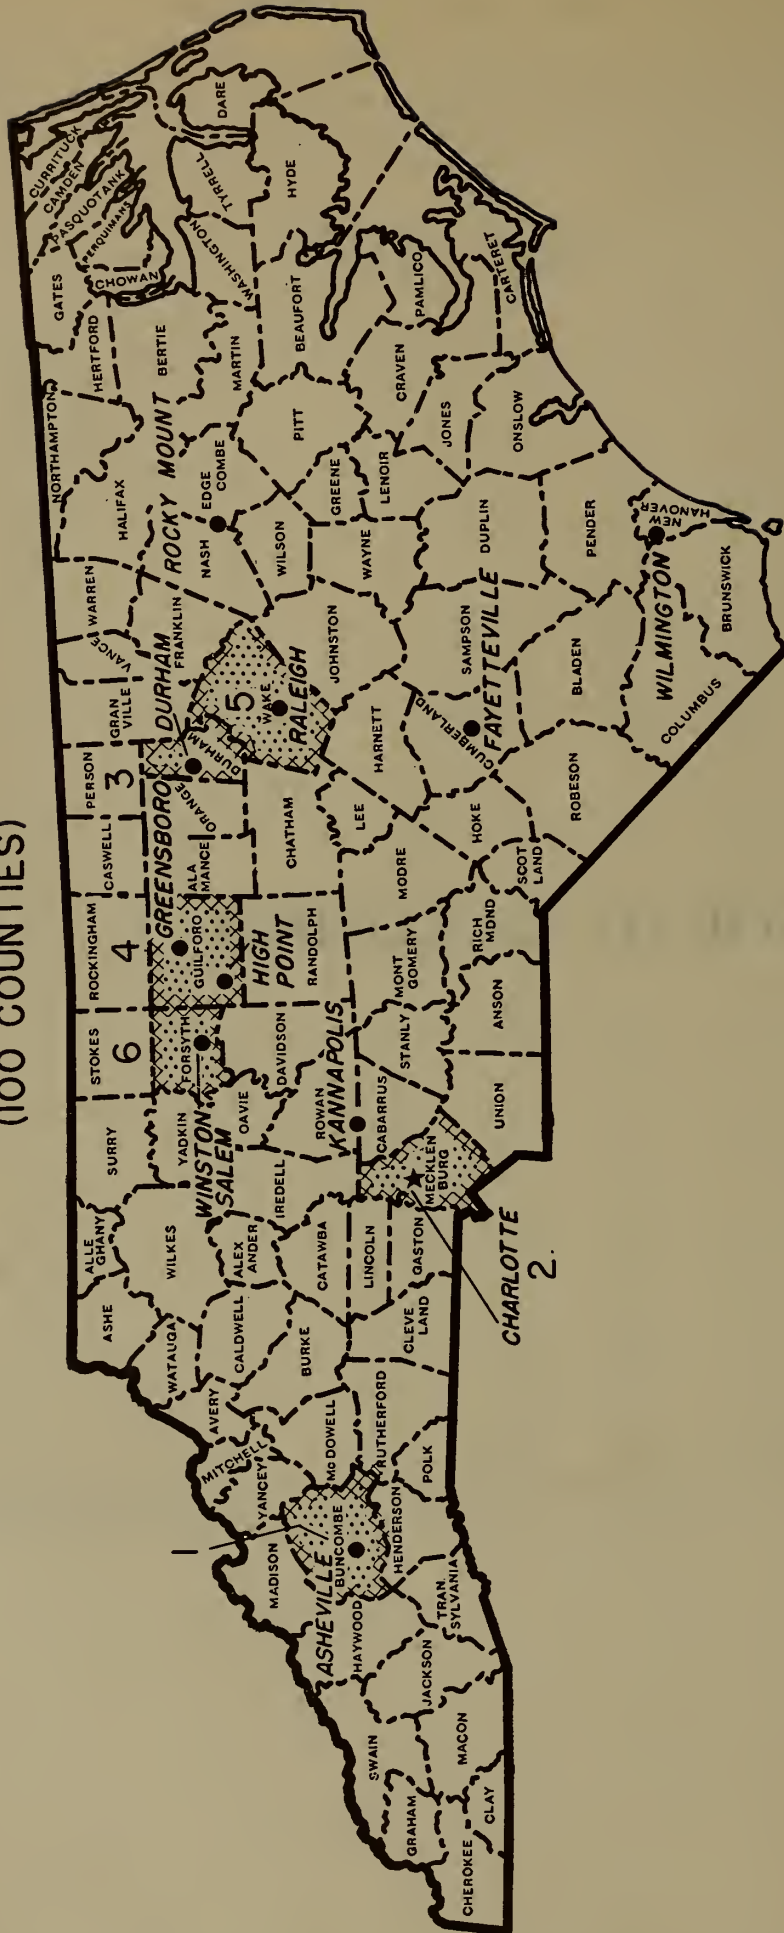 (100 COUNTIES)
ASHE
ALLE
GHANY
SURRY
STOKES
6
ROCKINGHAM
4
CASWELL
PERSON
3
GRAN
VILLE
VANCE
WARREN
NORTHAMPTON
HERTFORD
GATES
CURRITUCK
CAMDEN
PASQUOTANK
PERQUIMANS
CHOWAN
WATAUGA
WILKES
YADKIN
FORSYTH
GUILFORO
GREENSBORO
ALA
MANCE
ORANGE
DURHAM
DURHAM
FRANKLIN
HALIFAX
ROCKY MOUNT
NASH
EDGE
COMBE
BERTIE
MARTIN
WASHINGTON
TYRRELL
DARE
MITCHELL
AVERY
CALDWELL
ALEX
ANDER
WINSTON
SALEM
OAVIE
IREDELL
DAVIDSON
HIGH
POINT
RANDOLPH
CHATHAM
5
WAKE
RALEIGH
WILSON
PITT
BEAUFORT
HYDE
1
MADISON
YANCEY
MC DOWELL
BURKE
CATAWBA
ROWAN
KANNAPOLIS
LEE
JOHNSTON
WAYNE
GREENE
LENOIR
CRAVEN
PAMLICO
CARTERET
ASHEVILLE
BUNCOMBE
HAYWOOD
HENDERSON
RUTHERFORD
POLK
CLEVE
LAND
LINCOLN
GASTON
MECKLEN
BURG
CABARRUS
STANLY
MONT
GOMERY
MODRE
HARNETT
CUMBERLAND
SAMPSON
FAYETTEVILLE
DUPLIN
JONES
ONSLOW
SWAIN
GRAHAM
CHEROKEE
CLAY
MACON
JACKSON
TRAN
SYLVANIA
CHARLOTTE
2.
UNION
ANSON
RICH
MDND
SCOT
LAND
HOKE
ROBESON
BLADEN
PENDER
NEW
HANOVER
WILMINGTON
COLUMBUS
BRUNSWICK